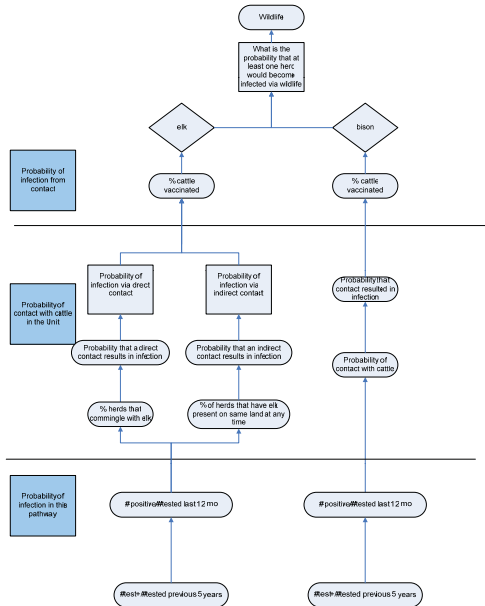 Wildlife
What is the
probability that at
least one herd
would become
infected via wildlife
elk
bison
Probability of
infection from
contact
% cattle
vaccinated
% cattle
vaccinated
Probability of
contact with cattle
in the Unit
Probability of
infection via direct
contact
Probability of
infection via
indirect contact
Probability that
contact resulted in
infection
Probability that a direct
contact results in infection
Probability that an indirect
contact results in infection
Probability of
contact with cattle
% herds that
commingle with elk
% of herds that have elk
present on same land at any
time
Probability of
infection in this
pathway
# positive/#tested last 12 mo
# positive/#tested last 12 mo
#test+/#tested previous 5 years
#test+/#tested previous 5 years